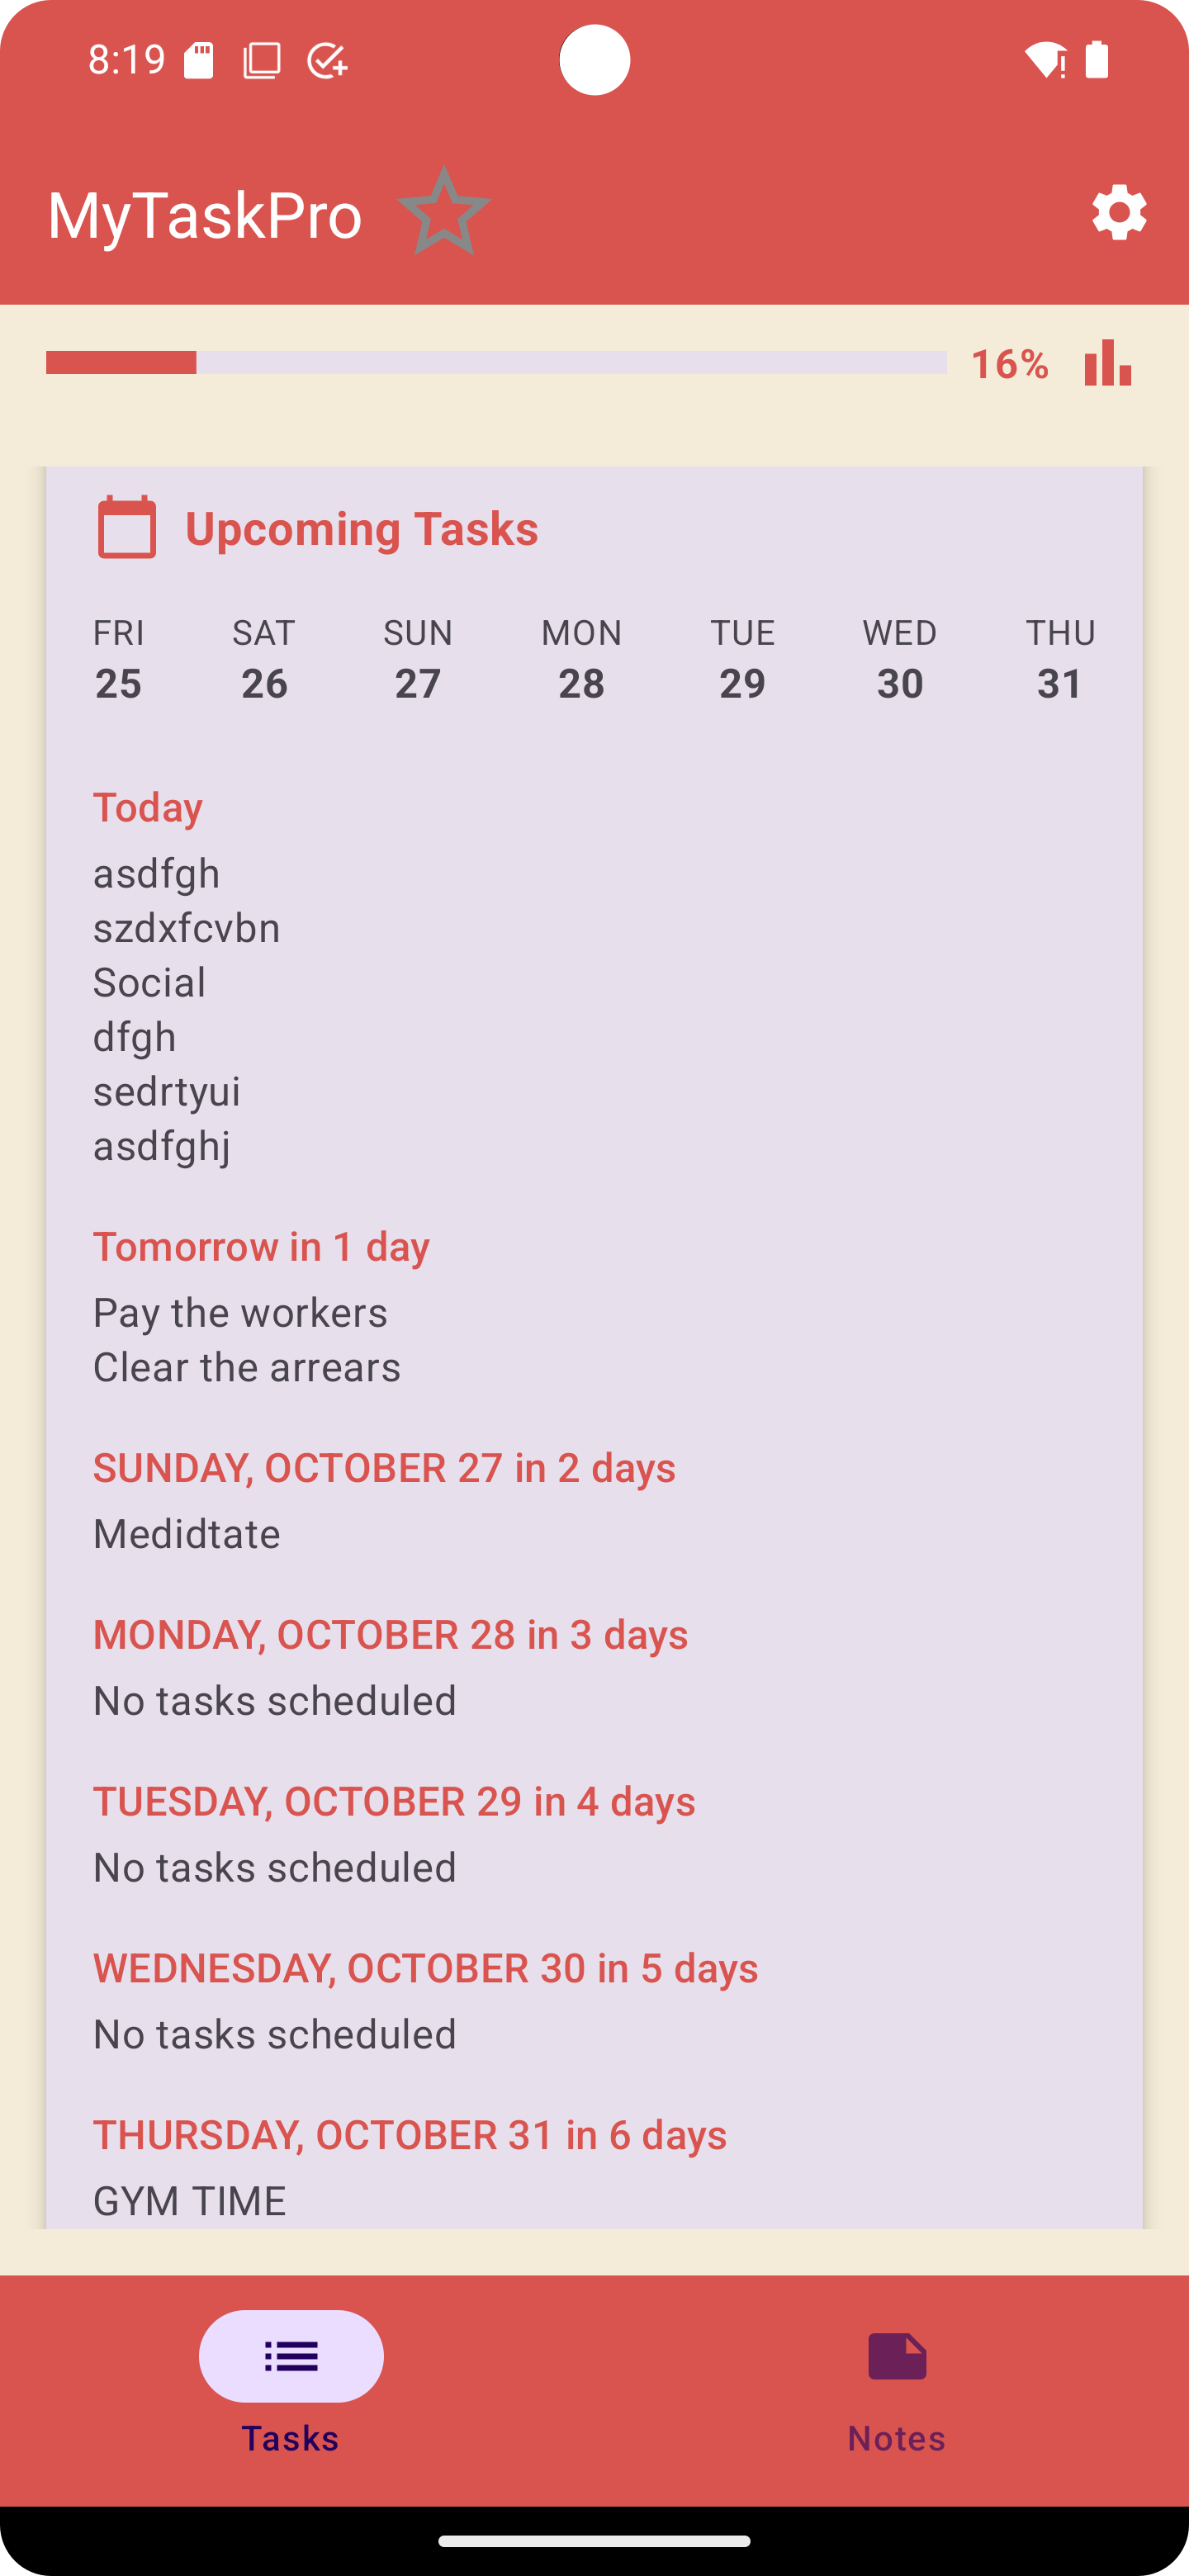 8:19
MyTaskPro
16%
Upcoming Tasks
FRI SAT SUN MON TUE WED THU
25 26 27 28 29 30 31
Today
asdfgh
szdxfcvbn
Social
dfgh
sedrtyui
asdfghj
Tomorrow in 1 day
Pay the workers
Clear the arrears
SUNDAY, OCTOBER 27 in 2 days
Medidtate
MONDAY, OCTOBER 28 in 3 days
No tasks scheduled
TUESDAY, OCTOBER 29 in 4 days
No tasks scheduled
WEDNESDAY, OCTOBER 30 in 5 days
No tasks scheduled
THURSDAY, OCTOBER 31 in 6 days
GYM TIME
Tasks Notes